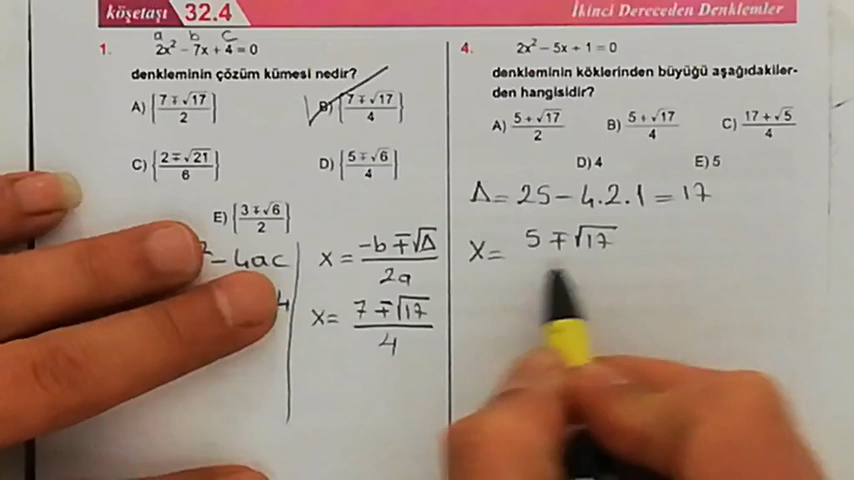 köşetaşı 32.4
İkinci Dereceden Denklemler
a b c
1. 2x² – 7x + 4 = 0
denkleminin çözüm kümesi nedir?
A) {7 ∓ √17 / 2} B) {7 ∓ √17 / 4}
C) {2 ∓ √21 / 6} D) {5 ∓ √6 / 4}
E) {3 ∓ √6 / 2}
² – 4ac
4
x = –b ∓ √Δ / 2a
x = 7 ∓ √17 / 4
4. 2x² – 5x + 1 = 0
denkleminin köklerinden büyüğü aşağıdakiler-
den hangisidir?
A) 5 + √17 / 2 B) 5 + √17 / 4 C) 17 + √5 / 4
D) 4 E) 5
Δ = 25 – 4.2.1 = 17
x = 5 ∓ √17